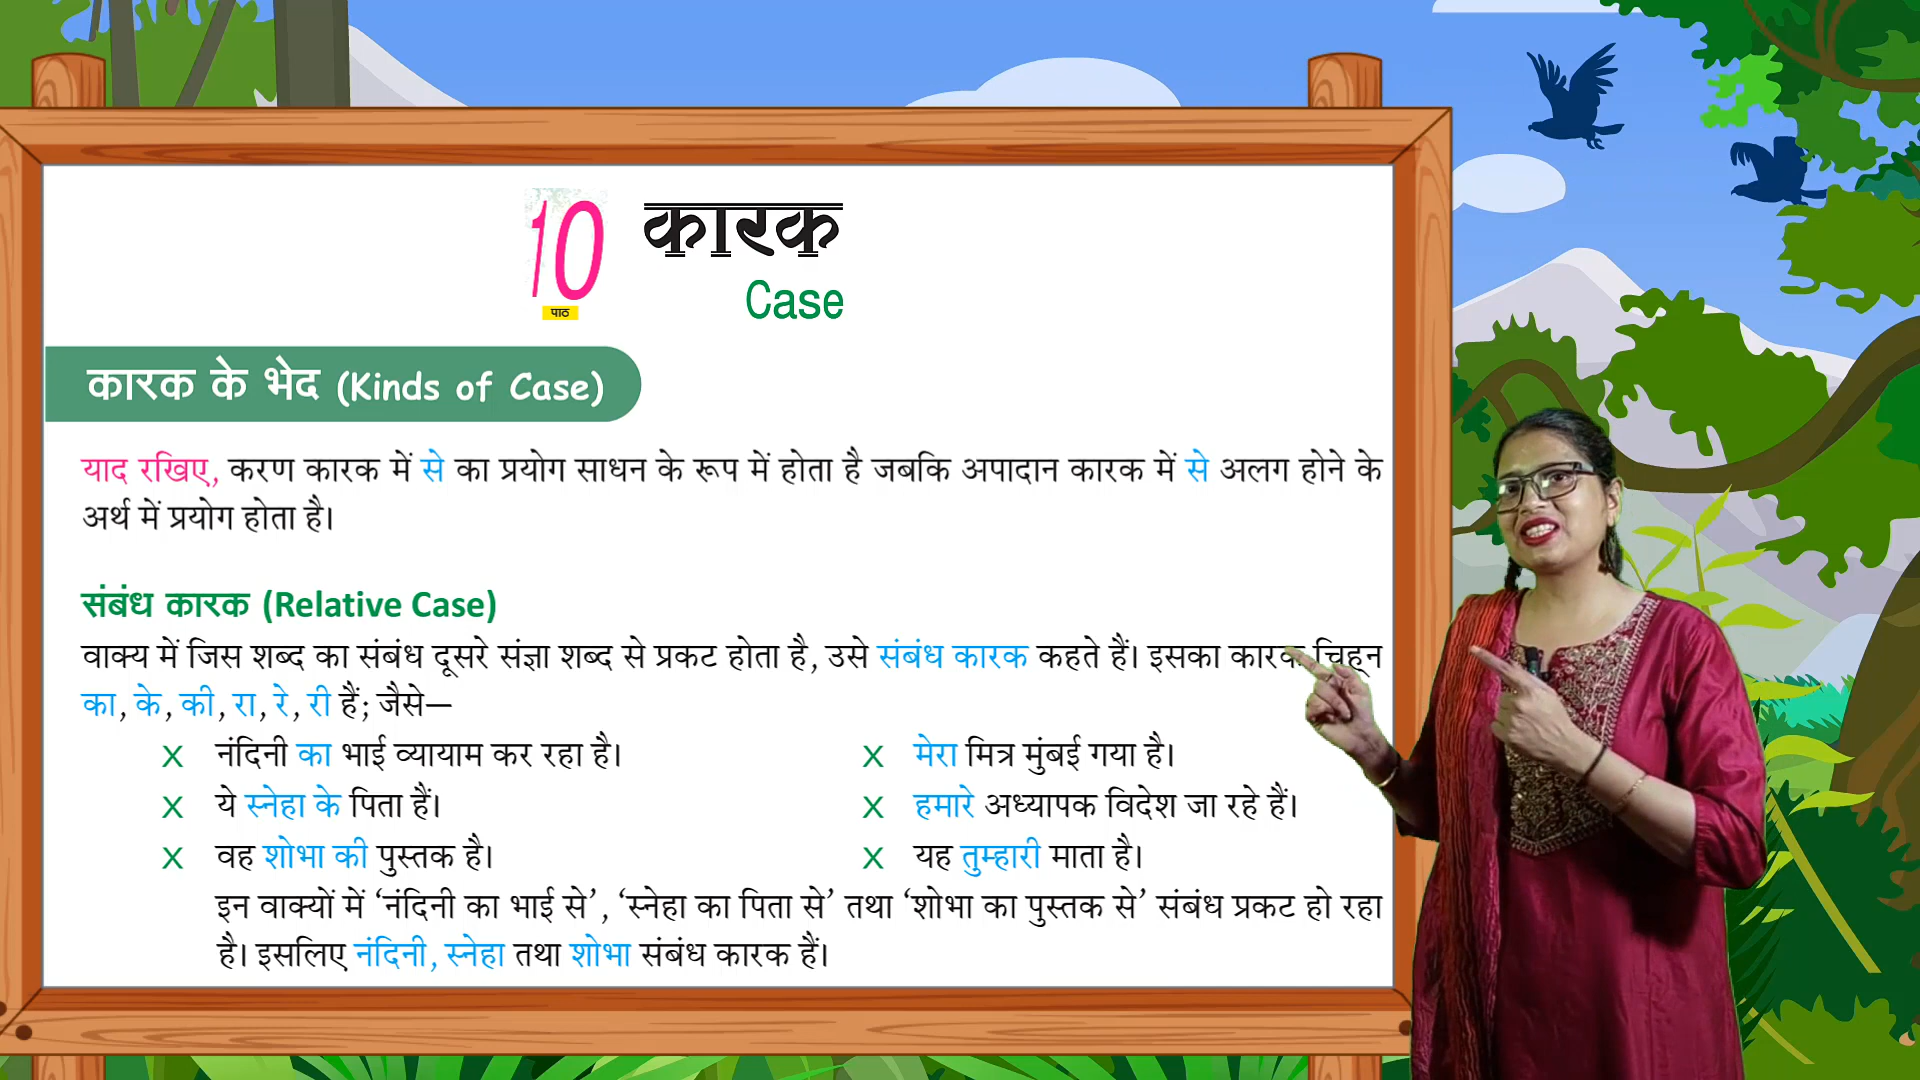 10
पाठ
कारक
Case
कारक के भेद (Kinds of Case)
याद रखिए, करण कारक में से का प्रयोग साधन के रूप में होता है जबकि अपादान कारक में से अलग होने के
अर्थ में प्रयोग होता है।
संबंध कारक (Relative Case)
वाक्य में जिस शब्द का संबंध दूसरे संज्ञा शब्द से प्रकट होता है, उसे संबंध कारक कहते हैं। इसका कारक चिह्न
का, के, की, रा, रे, री हैं; जैसे—
x नंदिनी का भाई व्यायाम कर रहा है।
x मेरा मित्र मुंबई गया है।
x ये स्नेहा के पिता हैं।
x हमारे अध्यापक विदेश जा रहे हैं।
x वह शोभा की पुस्तक है।
x यह तुम्हारी माता है।
इन वाक्यों में ‘नंदिनी का भाई से’, ‘स्नेहा का पिता से’ तथा ‘शोभा का पुस्तक से’ संबंध प्रकट हो रहा
है। इसलिए नंदिनी, स्नेहा तथा शोभा संबंध कारक हैं।